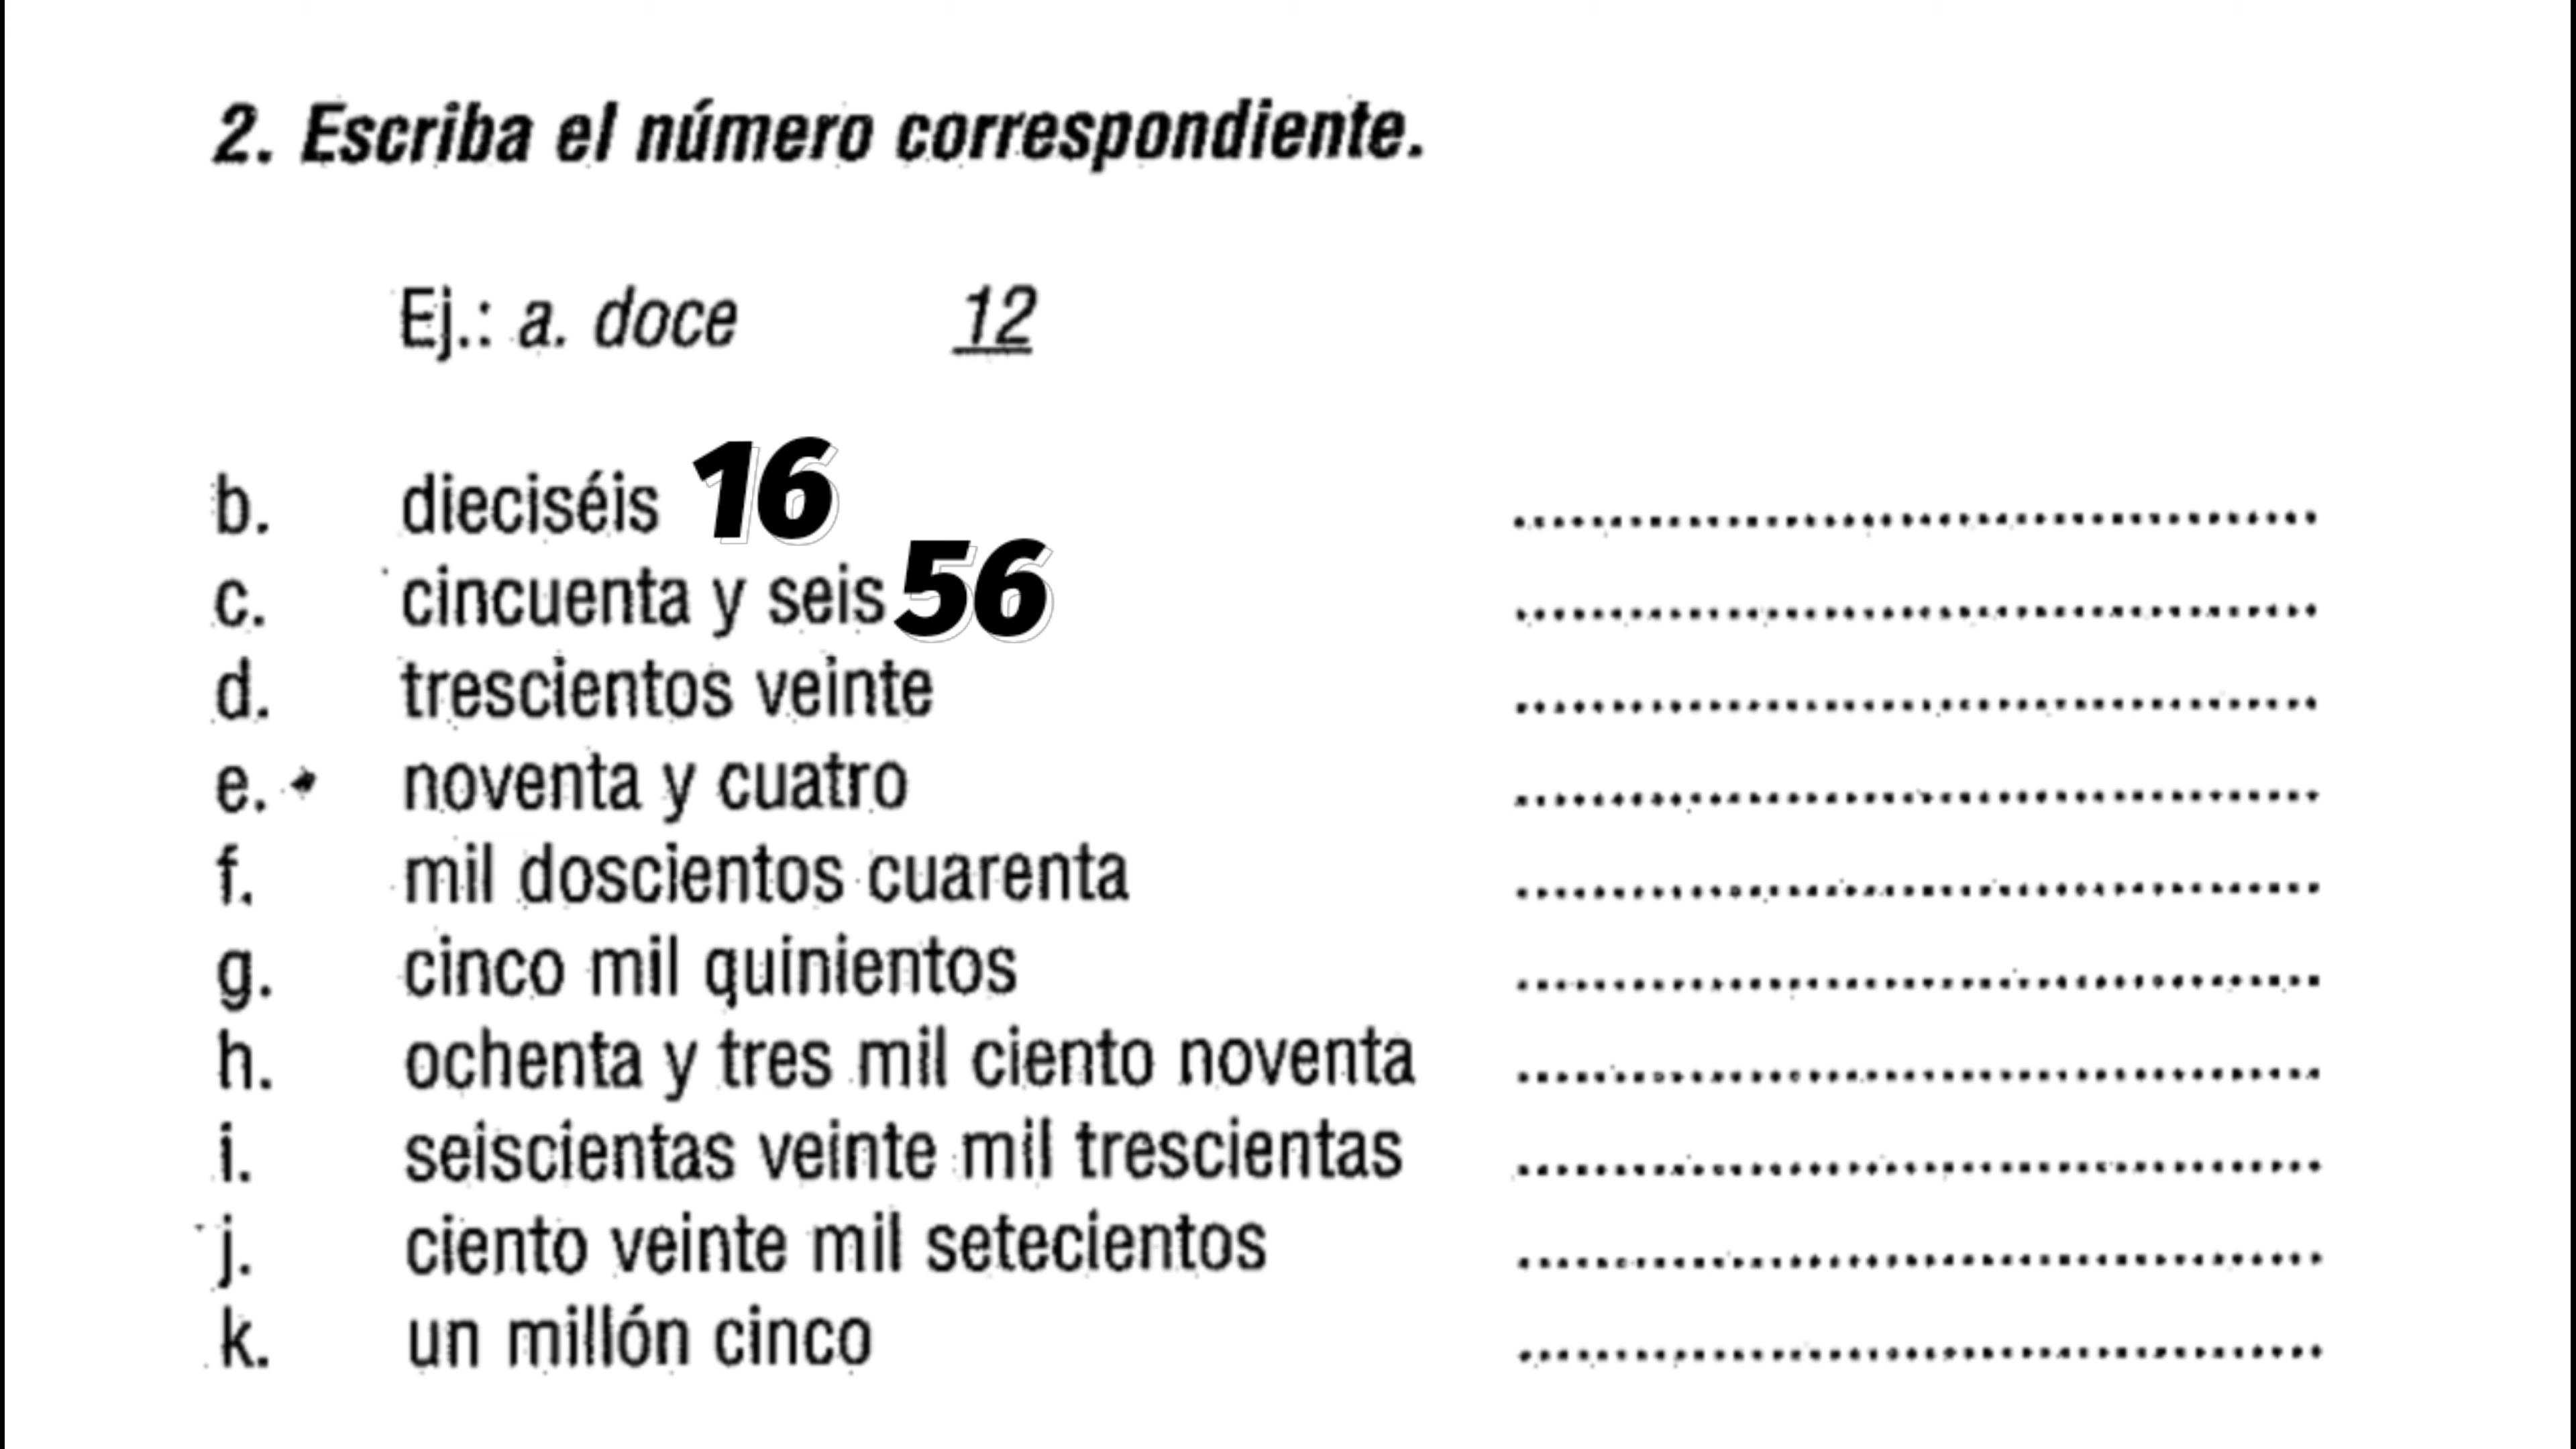 2. Escriba el número correspondiente.
Ej.: a. doce 12
b. dieciséis 16
c. cincuenta y seis 56
d. trescientos veinte
e. noventa y cuatro
f. mil doscientos cuarenta
g. cinco mil quinientos
h. ochenta y tres mil ciento noventa
i. seiscientas veinte mil trescientas
j. ciento veinte mil setecientos
k. un millón cinco